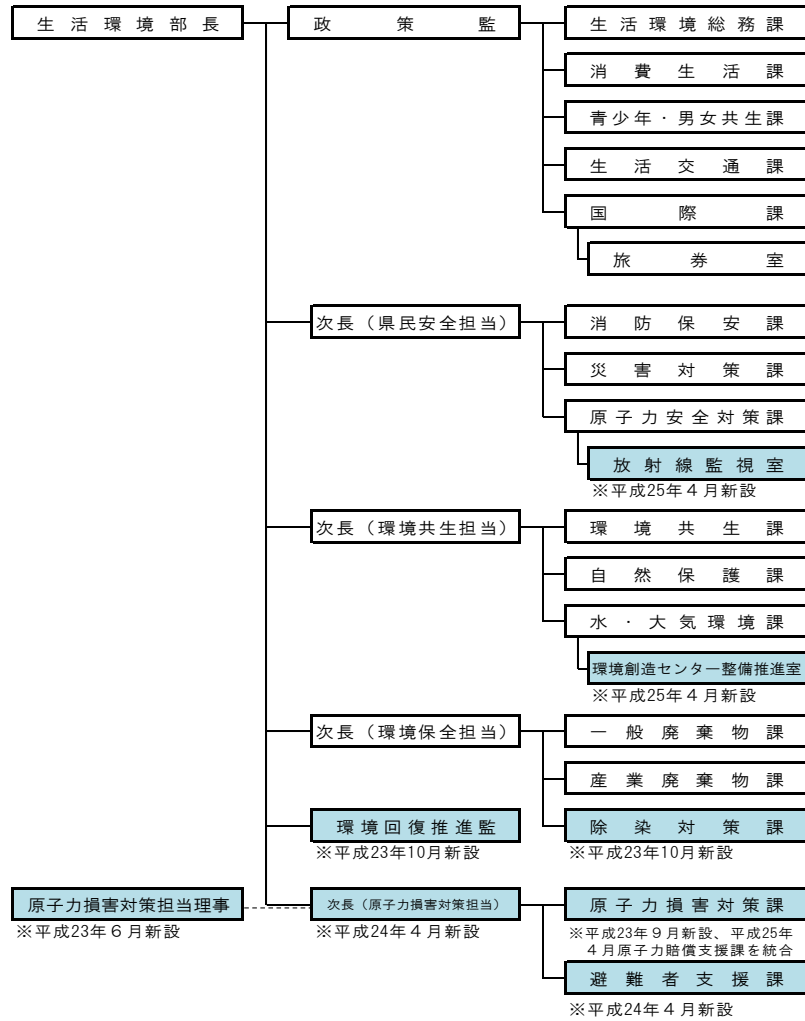 生活環境部長
政策監
生活環境総務課
消費生活課
青少年・男女共生課
生活交通課
国際課
旅券室
次長（県民安全担当）
消防保安課
災害対策課
原子力安全対策課
放射線監視室
※平成25年４月新設
次長（環境共生担当）
環境共生課
自然保護課
水・大気環境課
環境創造センター整備推進室
※平成25年４月新設
次長（環境保全担当）
一般廃棄物課
産業廃棄物課
環境回復推進監
※平成23年10月新設
除染対策課
※平成23年10月新設
原子力損害対策担当理事
※平成23年６月新設
次長（原子力損害対策担当）
※平成24年４月新設
原子力損害対策課
※平成23年９月新設、平成25年
４月原子力賠償支援課を統合
避難者支援課
※平成24年４月新設